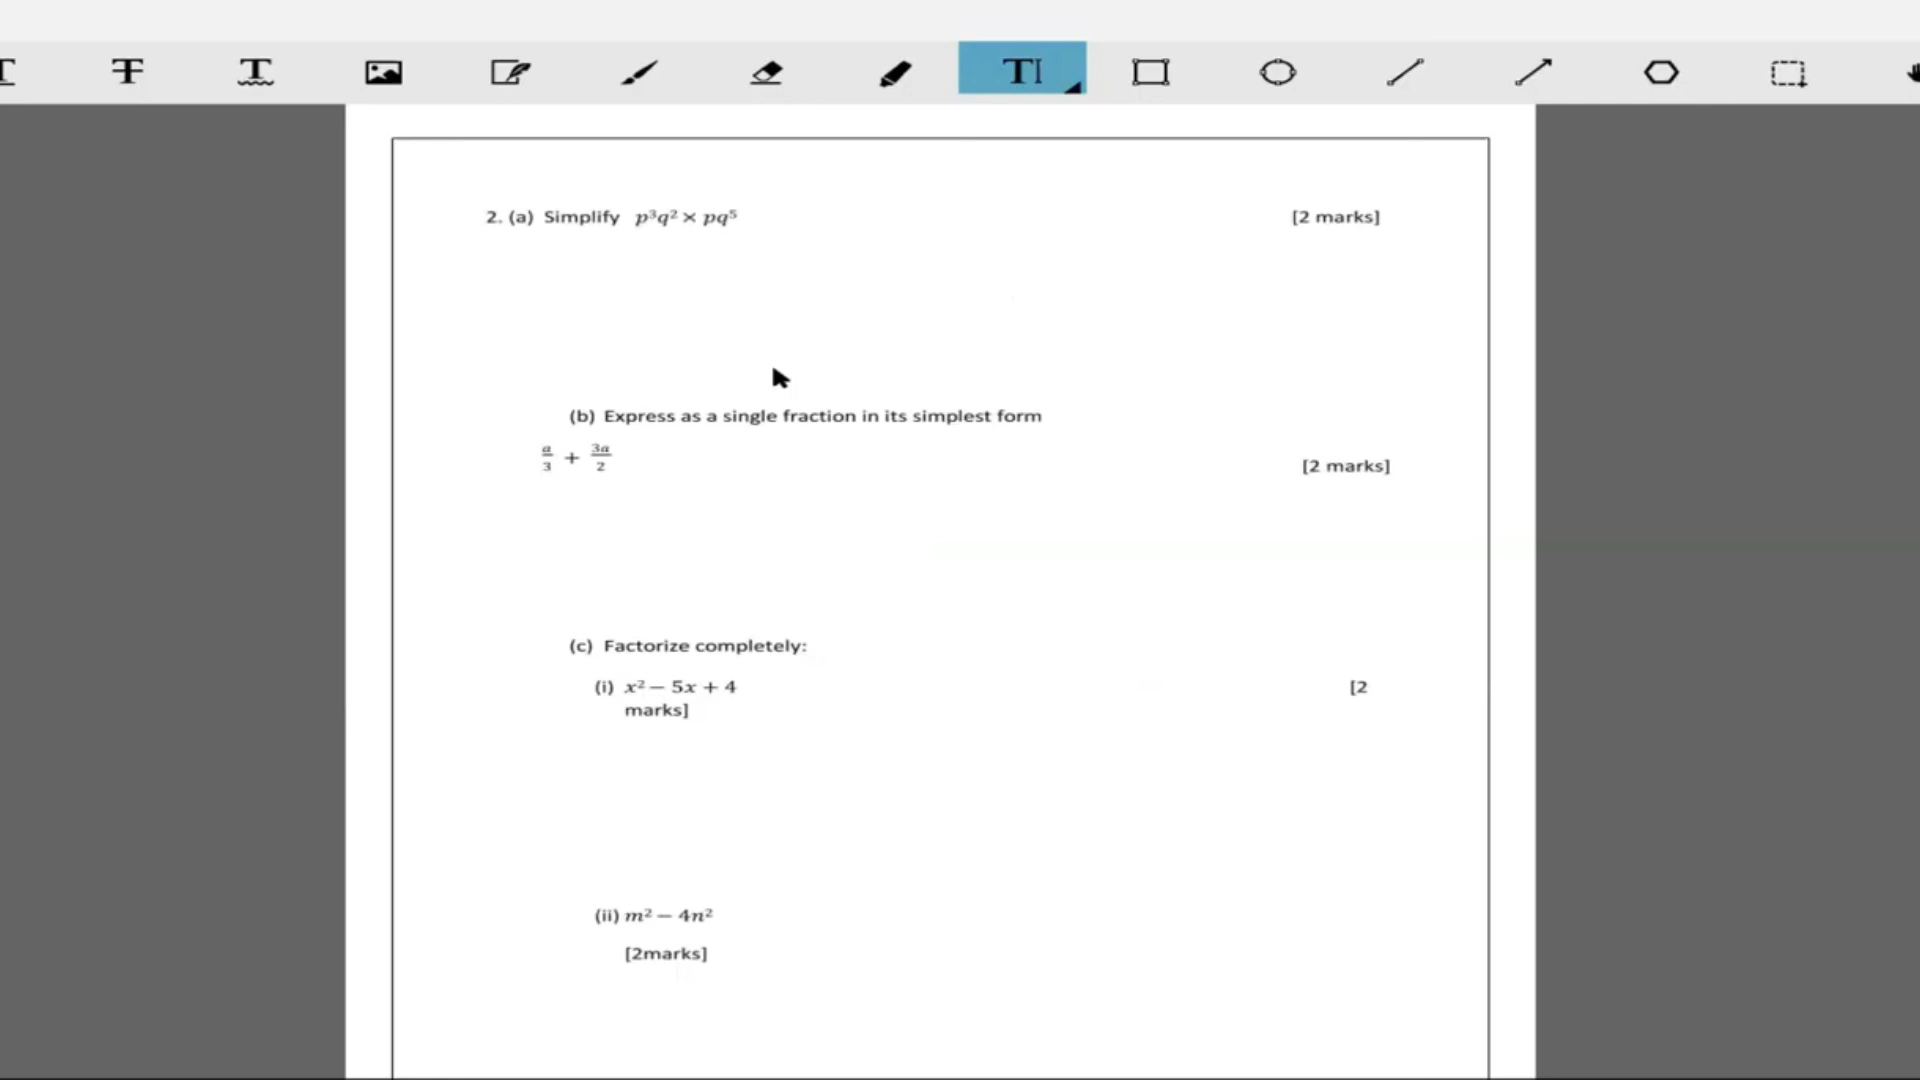 2. (a) Simplify p³q² × pq⁵ [2 marks]
(b) Express as a single fraction in its simplest form
a/3 + 3a/2 [2 marks]
(c) Factorize completely:
(i) x² − 5x + 4 [2
marks]
(ii) m² − 4n²
[2marks]